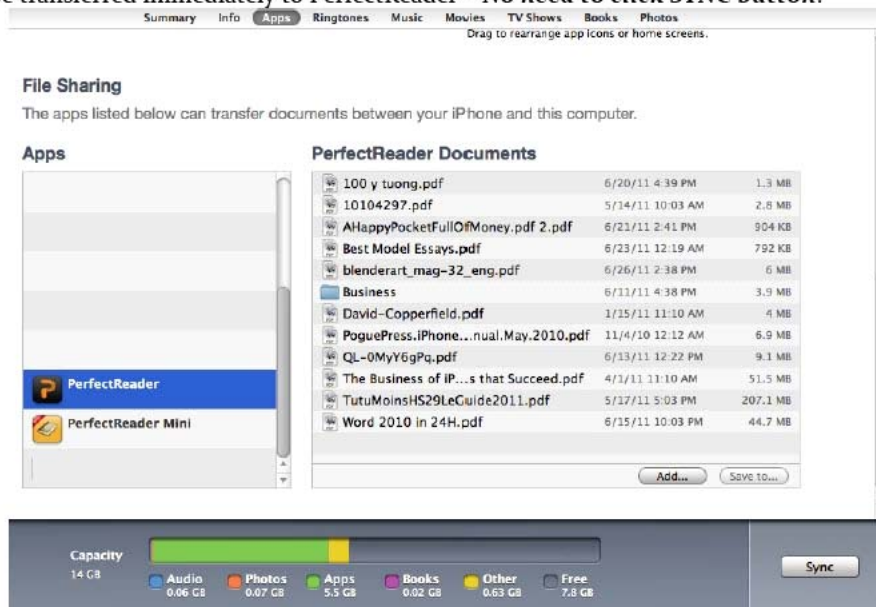 e transferred immediately to PerfectReader - No need to click SYNC button.
Summary Info Apps Ringtones Music Movies TV Shows Books Photos
Drag to rearrange app icons or home screens.
File Sharing
The apps listed below can transfer documents between your iPhone and this computer.
Apps
PerfectReader Documents
100 y tuong.pdf 6/20/11 4:39 PM 1.3 MB
10104297.pdf 5/14/11 10:03 AM 2.8 MB
AHappyPocketFullOfMoney.pdf 2.pdf 6/21/11 2:41 PM 904 KB
Best Model Essays.pdf 6/23/11 12:19 AM 792 KB
blenderart_mag-32_eng.pdf 6/26/11 2:38 PM 6 MB
Business 6/11/11 4:38 PM 3.9 MB
David-Copperfield.pdf 1/15/11 11:10 AM 4 MB
PoguePress.iPhone...nual.May.2010.pdf 11/4/10 12:12 AM 6.9 MB
QL-0MyY6gPq.pdf 6/13/11 12:22 PM 9.1 MB
The Business of iP...s that Succeed.pdf 4/1/11 11:10 AM 51.5 MB
TutuMoinsHS29LeGuide2011.pdf 5/17/11 5:03 PM 207.1 MB
Word 2010 in 24H.pdf 6/15/11 10:03 PM 44.7 MB
PerfectReader
PerfectReader Mini
Add... Save to...
Capacity
14 GB
Audio Photos Apps Books Other Free
0.06 GB 0.07 GB 5.5 GB 0.02 GB 0.63 GB 7.8 GB
Sync